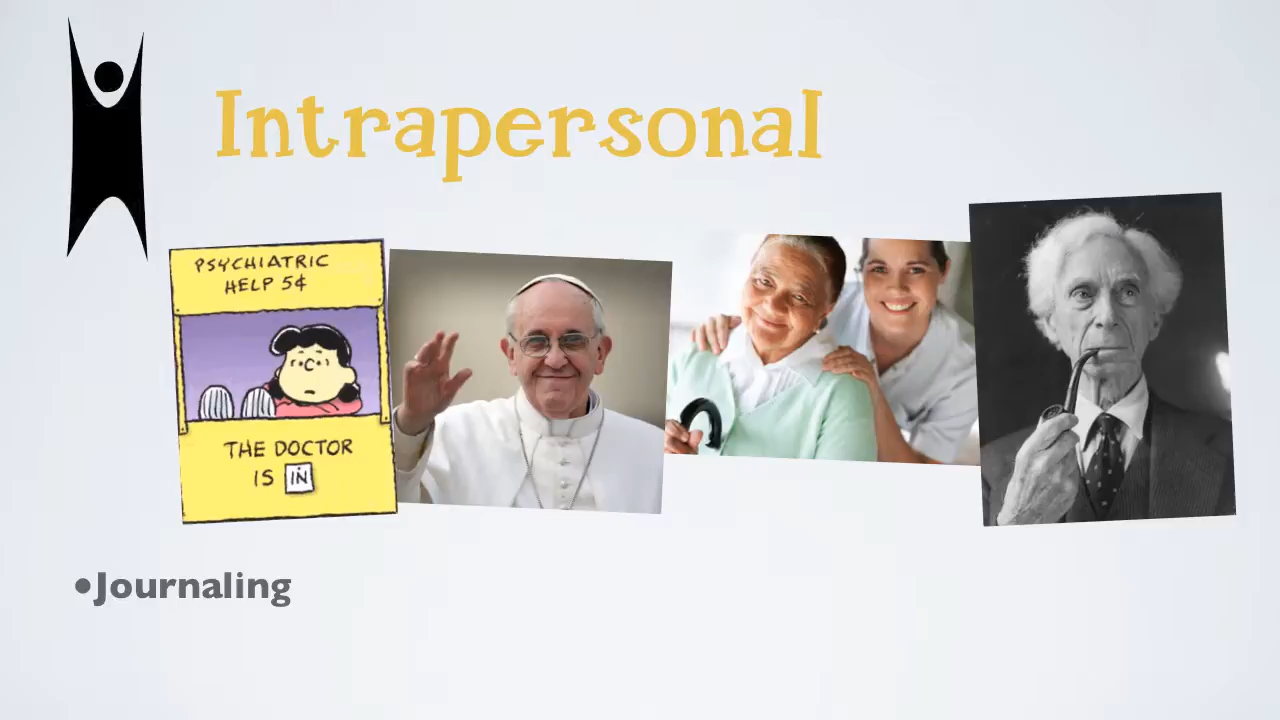 Intrapersonal
PSYCHIATRIC
HELP 5¢
THE DOCTOR
IS IN
•Journaling